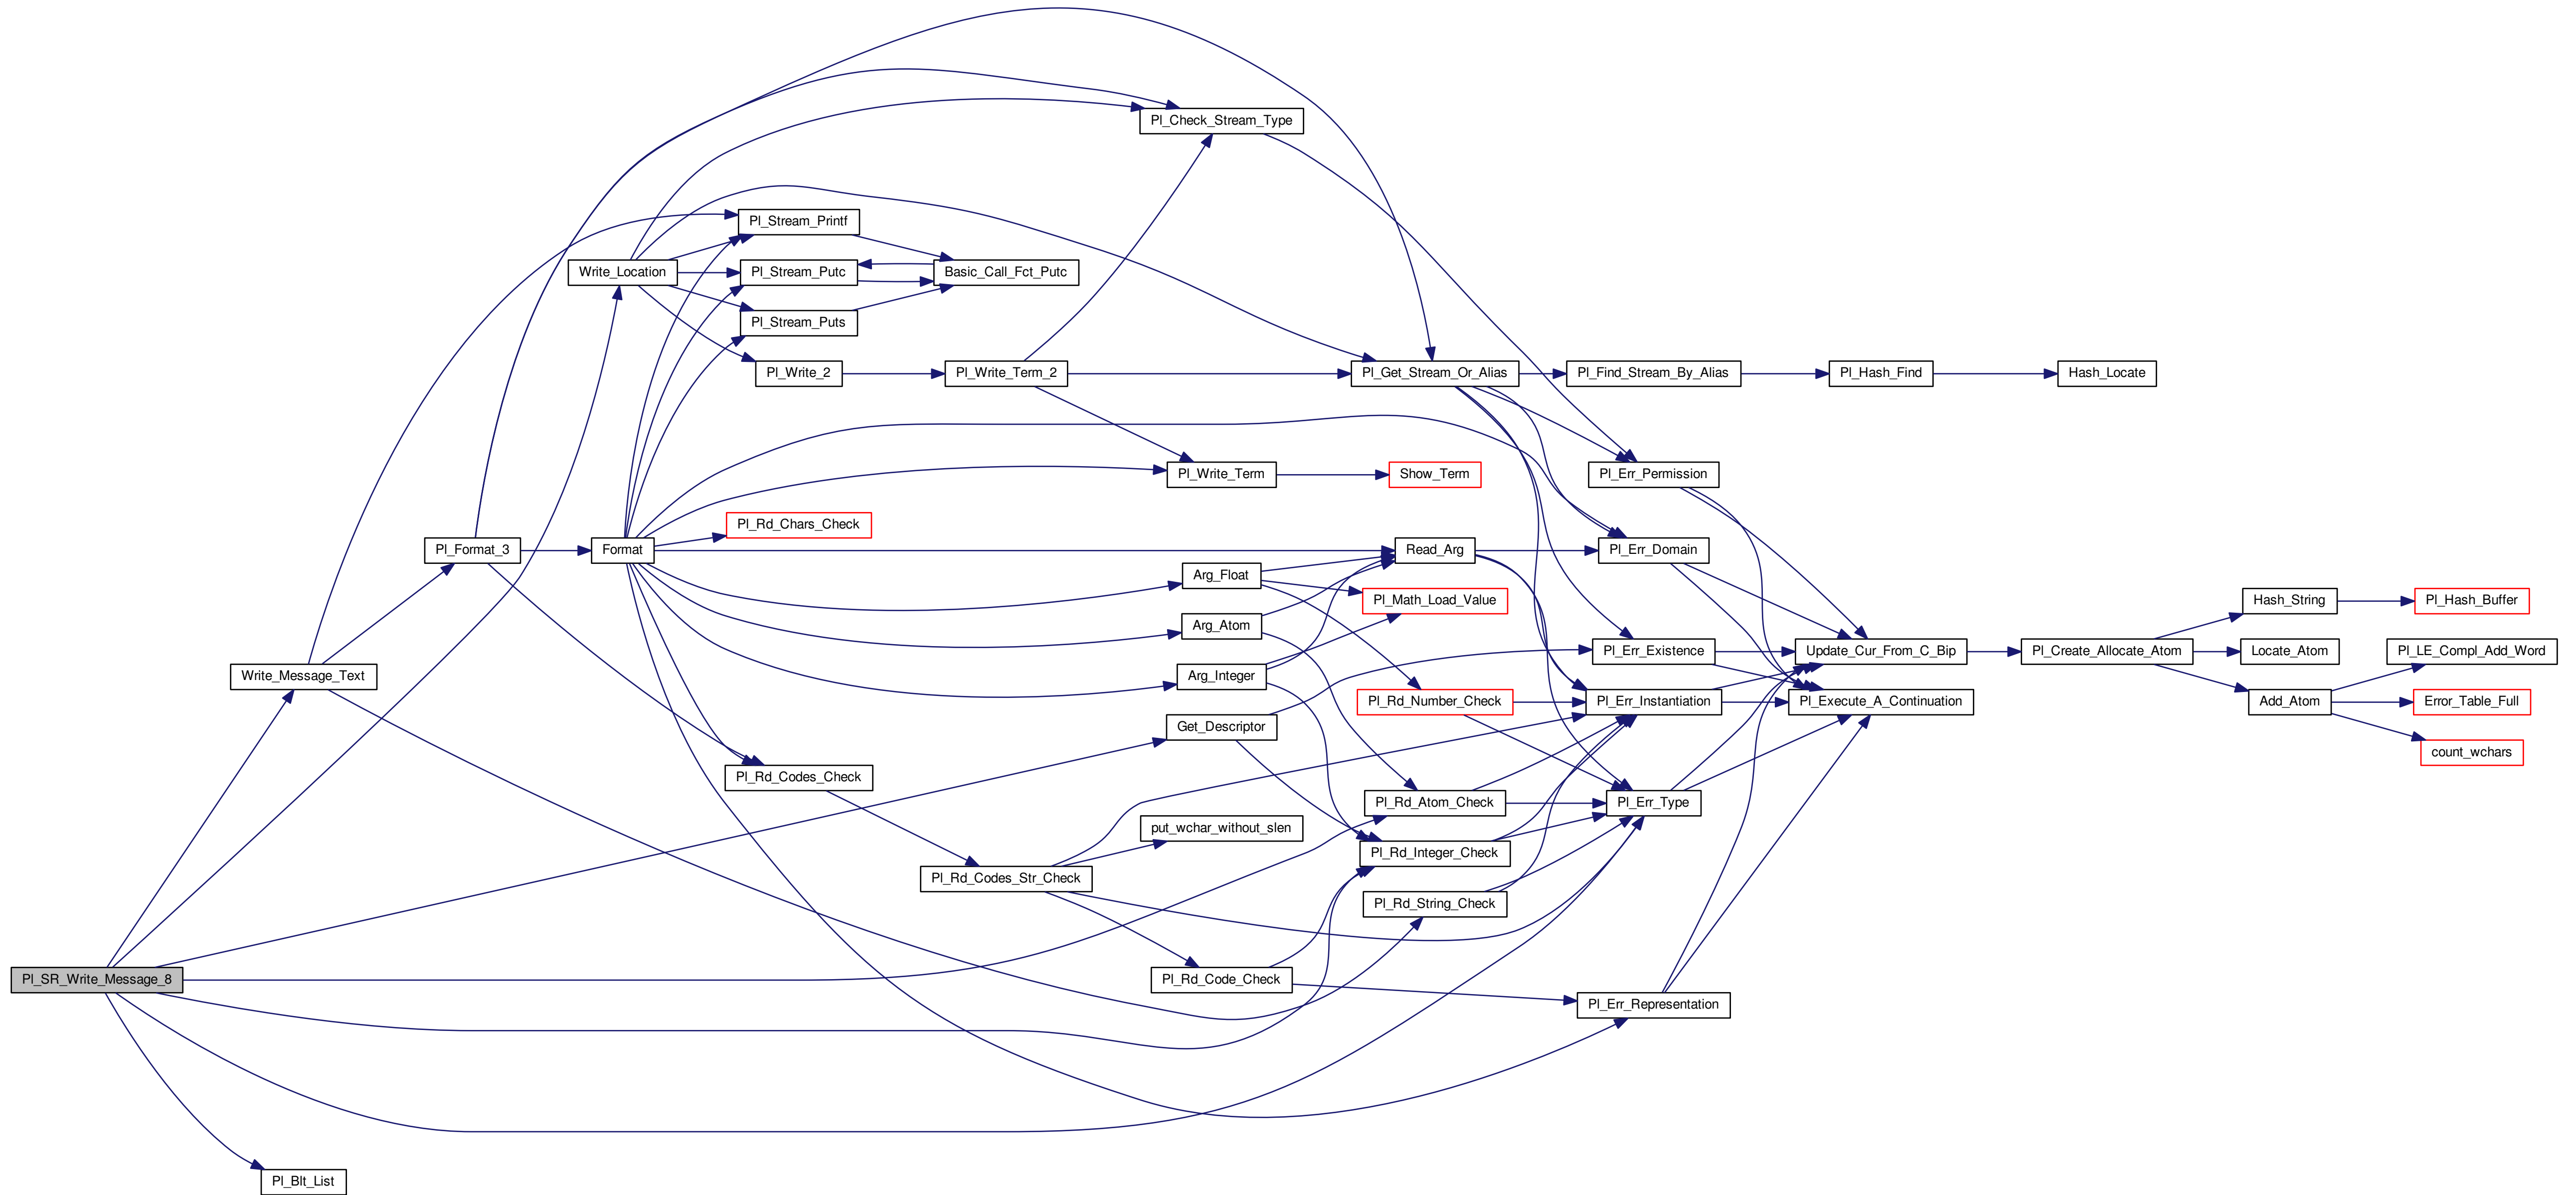 Pl_Check_Stream_Type
Pl_Stream_Printf
Write_Location
Pl_Stream_Putc
Basic_Call_Fct_Putc
Pl_Stream_Puts
Pl_Write_2
Pl_Write_Term_2
Pl_Get_Stream_Or_Alias
Pl_Find_Stream_By_Alias
Pl_Hash_Find
Hash_Locate
Pl_Write_Term
Show_Term
Pl_Err_Permission
Pl_Rd_Chars_Check
Pl_Format_3
Format
Read_Arg
Pl_Err_Domain
Arg_Float
Pl_Math_Load_Value
Hash_String
Pl_Hash_Buffer
Arg_Atom
Pl_Err_Existence
Update_Cur_From_C_Bip
Pl_Create_Allocate_Atom
Locate_Atom
Pl_LE_Compl_Add_Word
Write_Message_Text
Arg_Integer
Pl_Rd_Number_Check
Pl_Err_Instantiation
Pl_Execute_A_Continuation
Add_Atom
Error_Table_Full
Get_Descriptor
count_wchars
Pl_Rd_Codes_Check
Pl_Rd_Atom_Check
Pl_Err_Type
put_wchar_without_slen
Pl_Rd_Integer_Check
Pl_Rd_Codes_Str_Check
Pl_Rd_String_Check
Pl_SR_Write_Message_8
Pl_Rd_Code_Check
Pl_Err_Representation
Pl_Blt_List